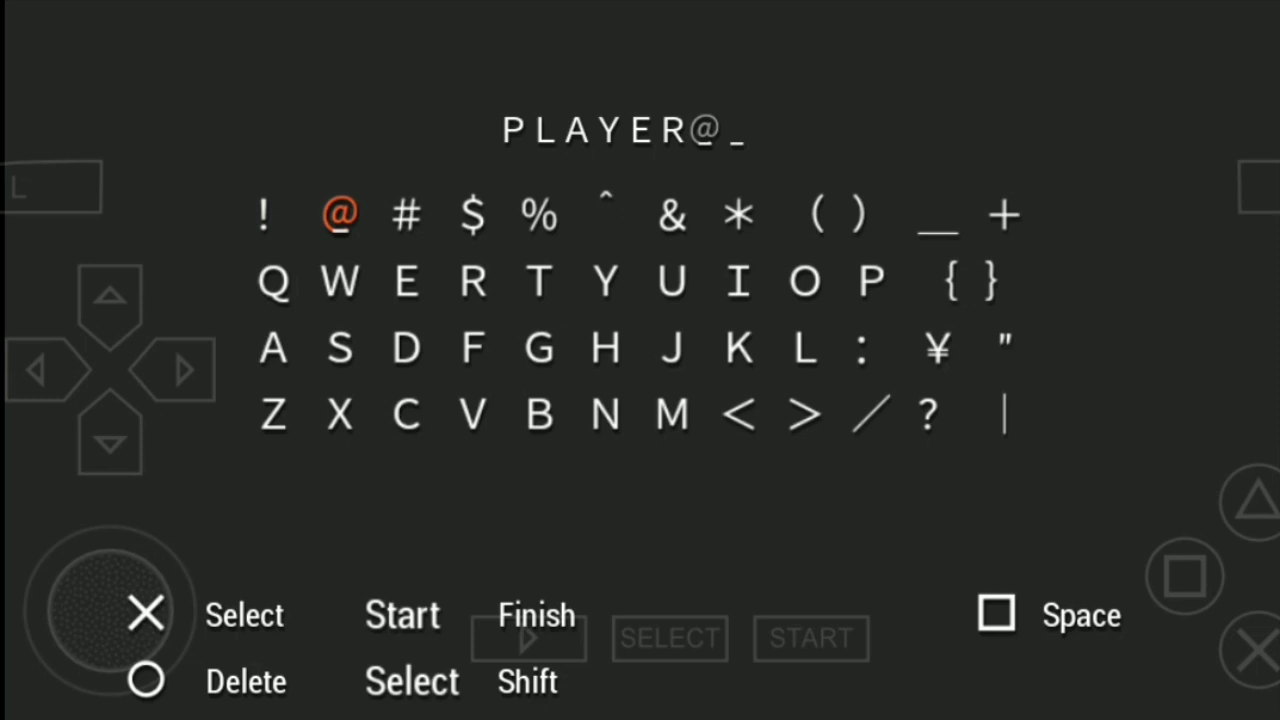 PLAYER@_
L
! @ # $ % ^ & * ( ) _ +
Q W E R T Y U I O P { }
A S D F G H J K L : ¥ "
Z X C V B N M < > / ? |
Select Start Finish Space
SELECT START
Delete Select Shift